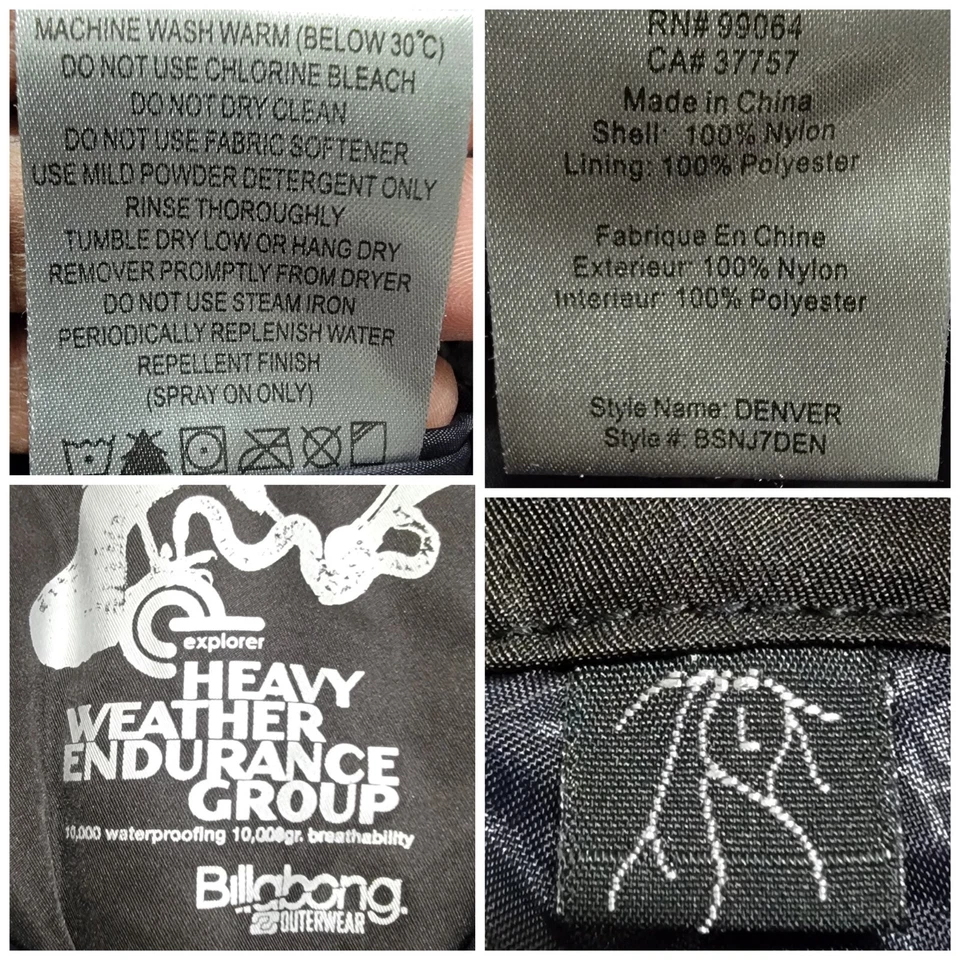 MACHINE WASH WARM (BELOW 30°C)
DO NOT USE CHLORINE BLEACH
DO NOT DRY CLEAN
DO NOT USE FABRIC SOFTENER
USE MILD POWDER DETERGENT ONLY
RINSE THOROUGHLY
TUMBLE DRY LOW OR HANG DRY
REMOVER PROMPTLY FROM DRYER
DO NOT USE STEAM IRON
PERIODICALLY REPLENISH WATER
REPELLENT FINISH
(SPRAY ON ONLY)
RN# 99064
CA# 37757
Made in China
Shell: 100% Nylon
Lining: 100% Polyester
Fabrique En Chine
Exterieur: 100% Nylon
Interieur: 100% Polyester
Style Name: DENVER
Style #: BSNJ7DEN
explorer
HEAVY
WEATHER
ENDURANCE
GROUP
10,000 waterproofing 10,000gr. breathability
Billabong.
OUTERWEAR
L